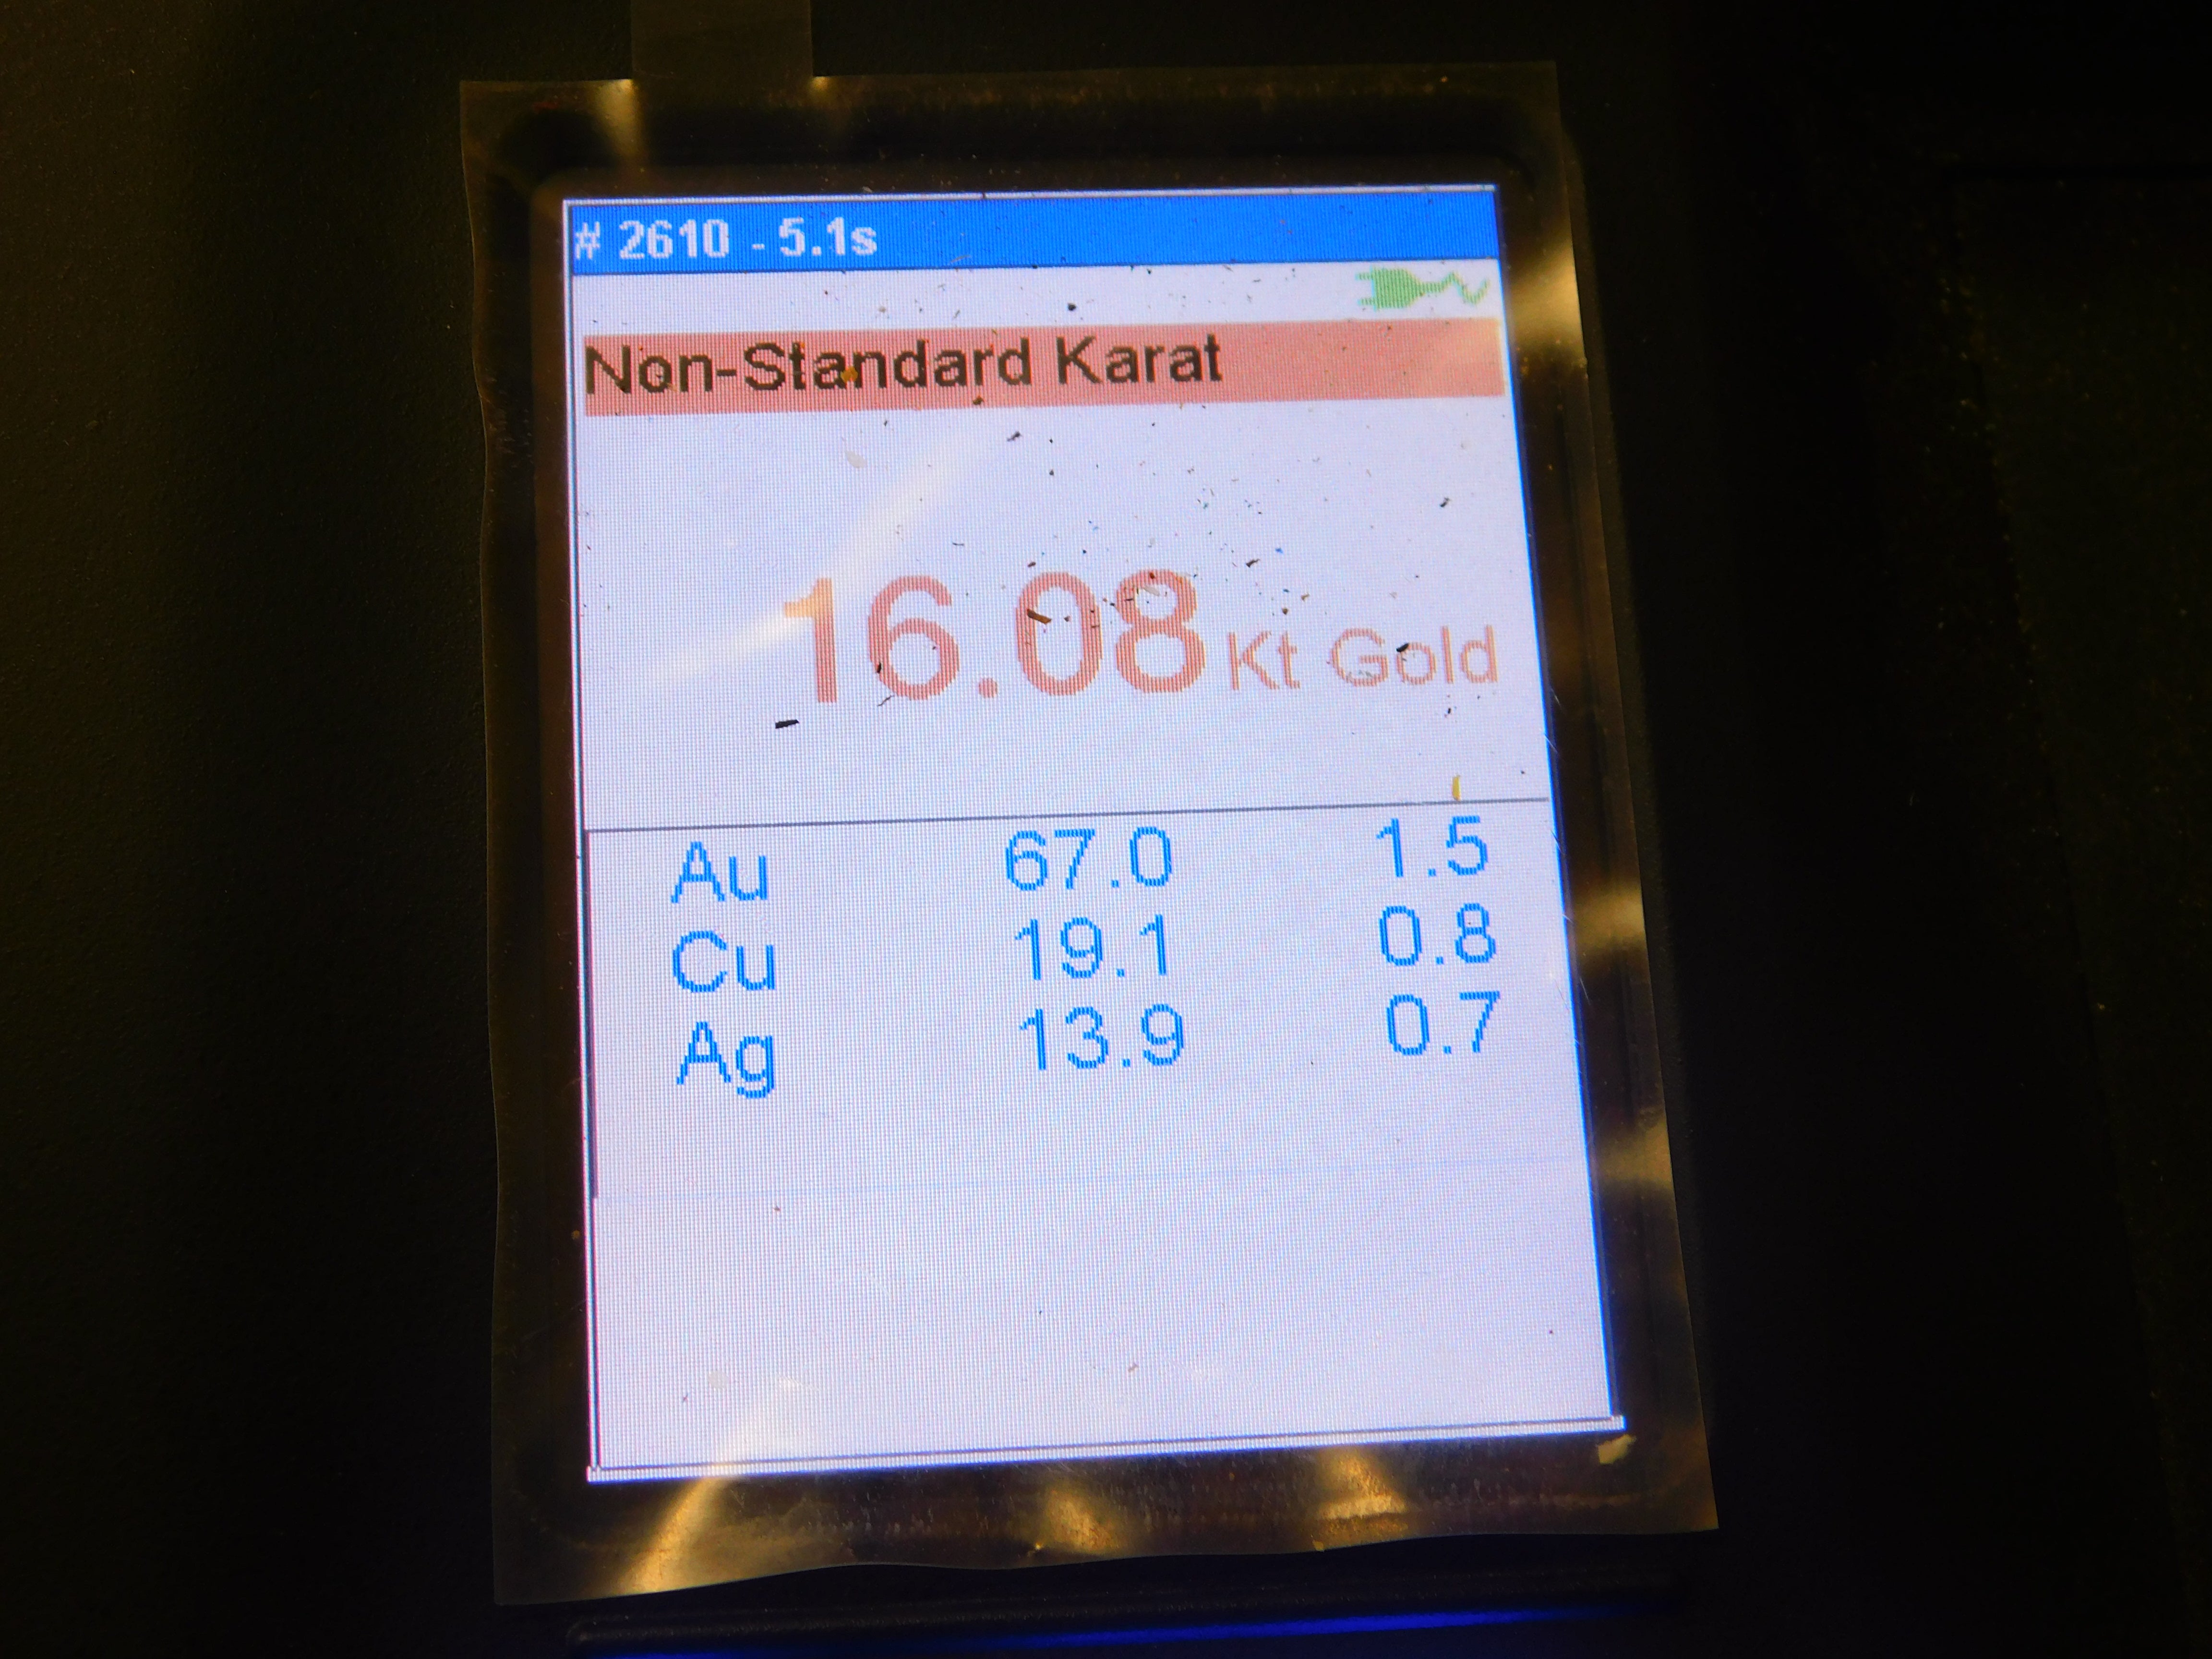 # 2610 - 5.1s
Non-Standard Karat
16.08 Kt Gold
Au 67.0 1.5
Cu 19.1 0.8
Ag 13.9 0.7